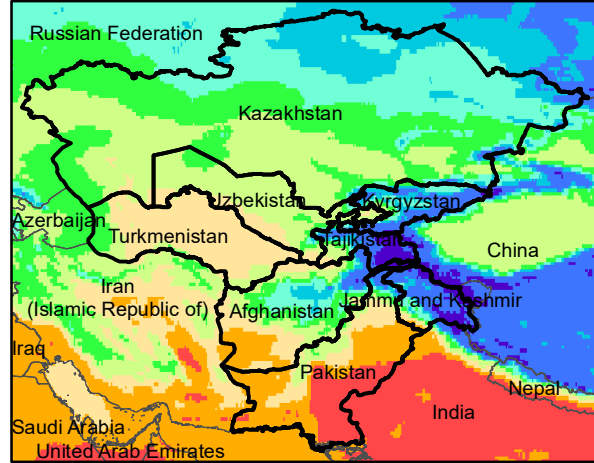 Russian Federation
Kazakhstan
Uzbekistan
Kyrgyzstan
Azerbaijan
Turkmenistan
Tajikistan
China
Iran
(Islamic Republic of)
Afghanistan
Jammu and Kashmir
Iraq
Pakistan
Nepal
India
Saudi Arabia
United Arab Emirates